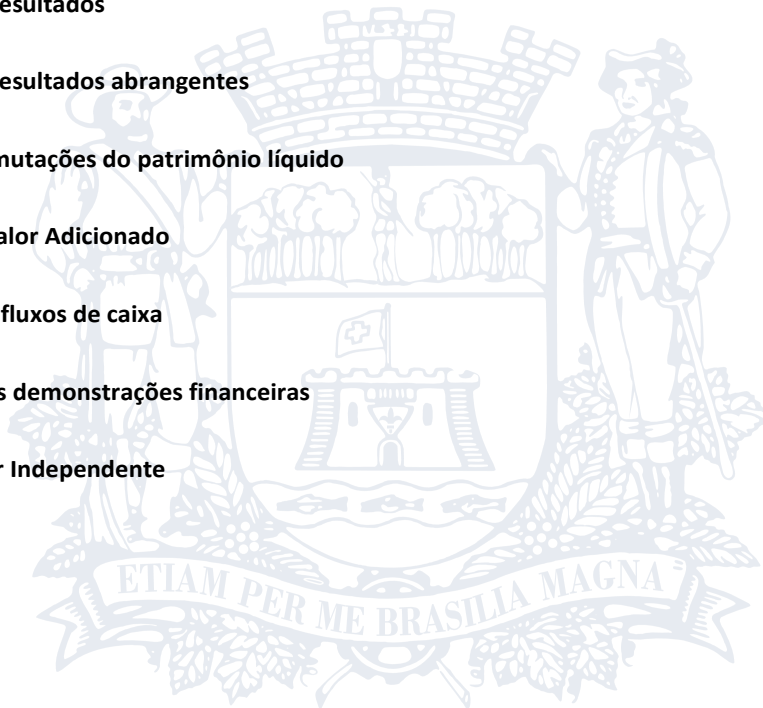 esultados
esultados abrangentes
mutações do patrimônio líquido
alor Adicionado
fluxos de caixa
s demonstrações financeiras
r Independente
ETIAM PER ME BRASILIA MAGNA